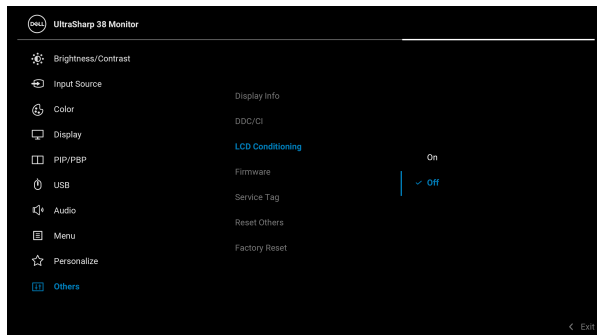 DELL UltraSharp 38 Monitor
Brightness/Contrast
Input Source
Color
Display
PIP/PBP
USB
Audio
Menu
Personalize
Others
Display Info
DDC/CI
LCD Conditioning
Firmware
Service Tag
Reset Others
Factory Reset
On
Off
Exit